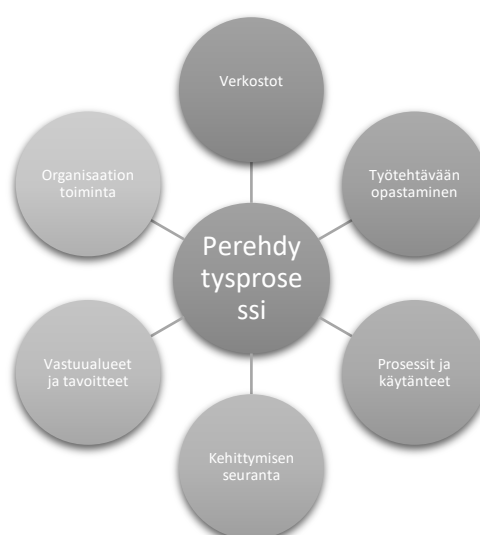 Verkostot
Organisaation
toiminta
Työtehtävään
opastaminen
Perehdy
tysprose
ssi
Vastuualueet
ja tavoitteet
Prosessit ja
käytänteet
Kehittymisen
seuranta